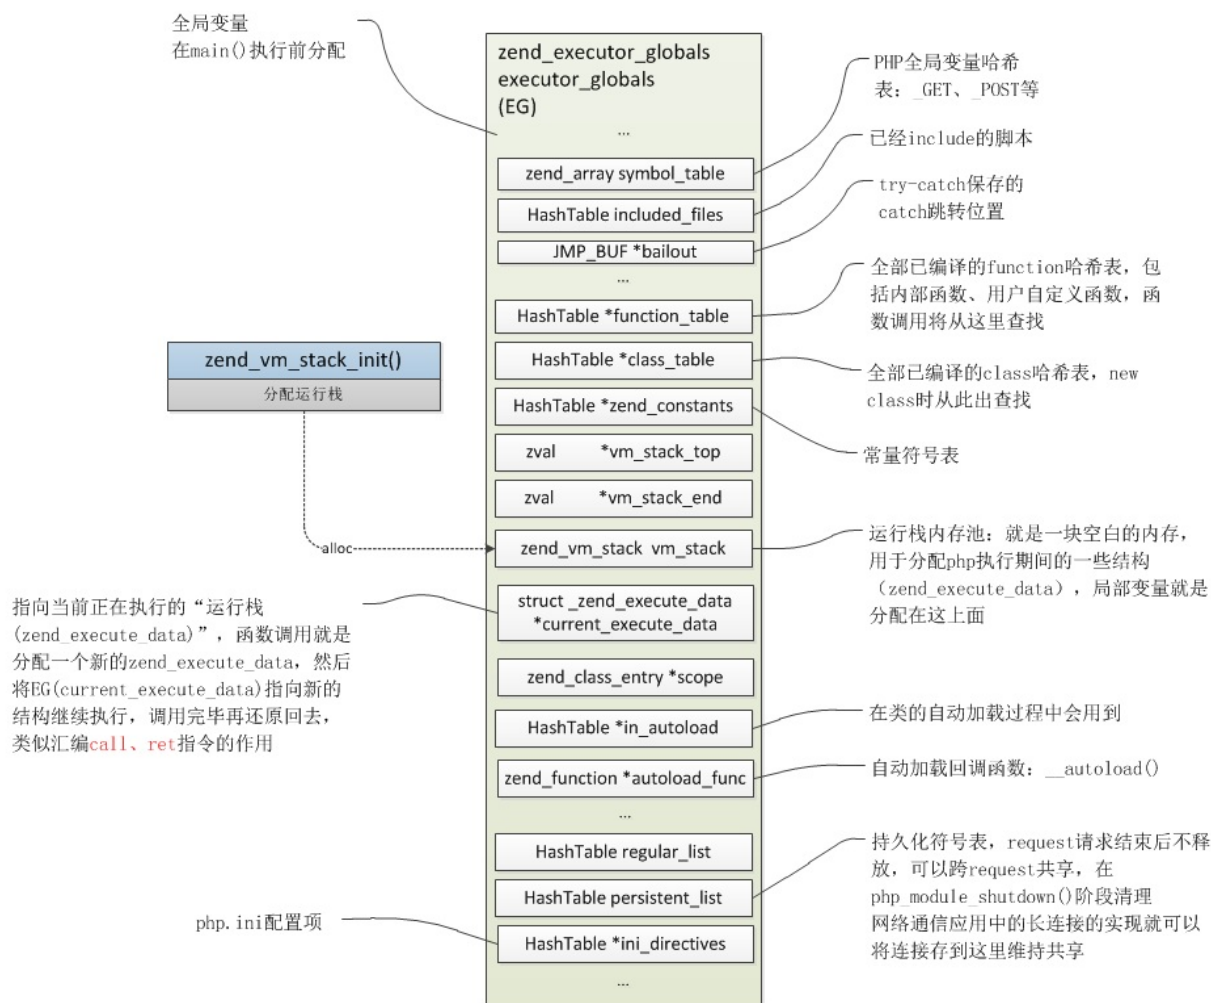 全局变量
在main()执行前分配
zend_executor_globals
executor_globals
(EG)
...
zend_array symbol_table
HashTable included_files
JMP_BUF *bailout
...
HashTable *function_table
HashTable *class_table
HashTable *zend_constants
zval *vm_stack_top
zval *vm_stack_end
zend_vm_stack vm_stack
struct _zend_execute_data
*current_execute_data
zend_class_entry *scope
HashTable *in_autoload
zend_function *autoload_func
...
HashTable regular_list
HashTable persistent_list
HashTable *ini_directives
...
PHP全局变量哈希
表：_GET、_POST等
已经include的脚本
try-catch保存的
catch跳转位置
全部已编译的function哈希表，包
括内部函数、用户自定义函数，函
数调用将从这里查找
全部已编译的class哈希表，new
class时从此出查找
常量符号表
运行栈内存池：就是一块空白的内存，
用于分配php执行期间的一些结构
（zend_execute_data），局部变量就是
分配在这上面
在类的自动加载过程中会用到
自动加载回调函数：__autoload()
持久化符号表，request请求结束后不释
放，可以跨request共享，在
php_module_shutdown()阶段清理
网络通信应用中的长连接的实现就可以
将连接存到这里维持共享
zend_vm_stack_init()
分配运行栈
alloc
指向当前正在执行的“运行栈
(zend_execute_data)”，函数调用就是
分配一个新的zend_execute_data，然后
将EG(current_execute_data)指向新的
结构继续执行，调用完毕再还原回去，
类似汇编call、ret指令的作用
php.ini配置项